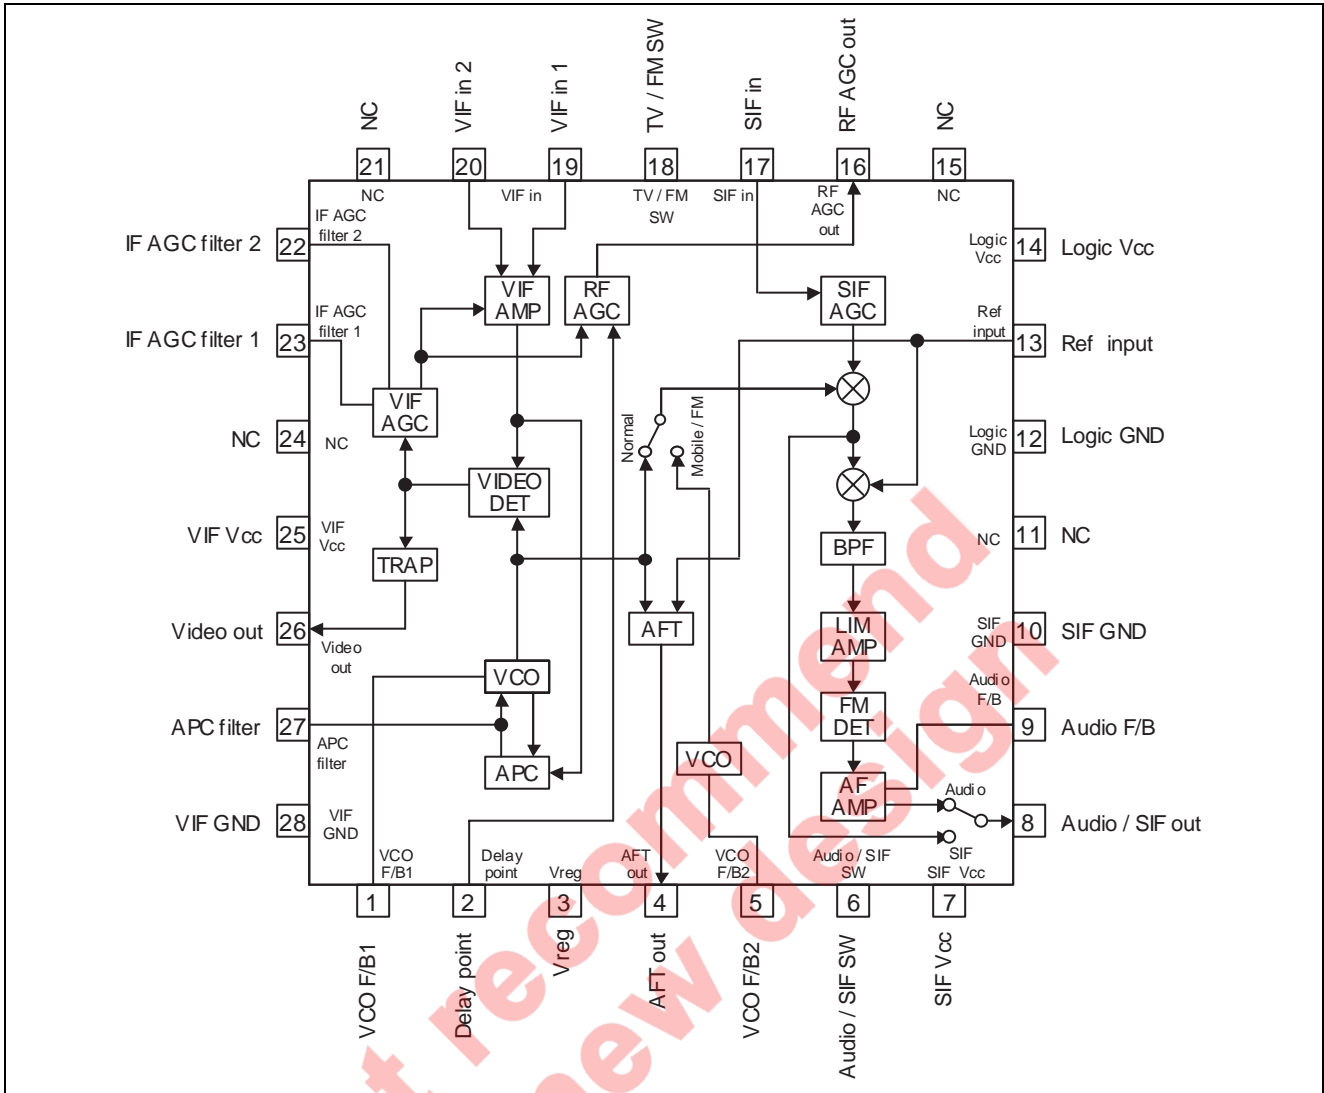 NC
VIF in 2
VIF in 1
TV / FM SW
SIF in
RF AGC out
NC
21
20
19
18
17
16
15
NC
VIF in
TV / FM
SW
SIF in
RF
AGC
out
NC
IF AGC filter 2
22
IF AGC
filter 2
Logic
Vcc
14
Logic Vcc
VIF
AMP
RF
AGC
SIF
AGC
IF AGC filter 1
23
IF AGC
filter 1
Ref
input
13
Ref input
VIF
AGC
Normal
Mobile / FM
NC
24
NC
Logic
GND
12
Logic GND
VIDEO
DET
VIF Vcc
25
VIF
Vcc
TRAP
BPF
NC
11
NC
Video out
26
Video
out
AFT
LIM
AMP
SIF
GND
10
SIF GND
VCO
Audio
F/B
APC filter
27
APC
filter
FM
DET
9
Audio F/B
APC
VCO
AF
AMP
Audio
VIF GND
28
VIF
GND
8
Audio / SIF out
SIF
VCO
F/B1
Delay
point
Vreg
AFT
out
VCO
F/B2
Audio / SIF
SW
SIF Vcc
1
2
3
4
5
6
7
VCO F/B1
Delay point
Vreg
AFT out
VCO F/B2
Audio / SIF SW
SIF Vcc
t recommend
new design